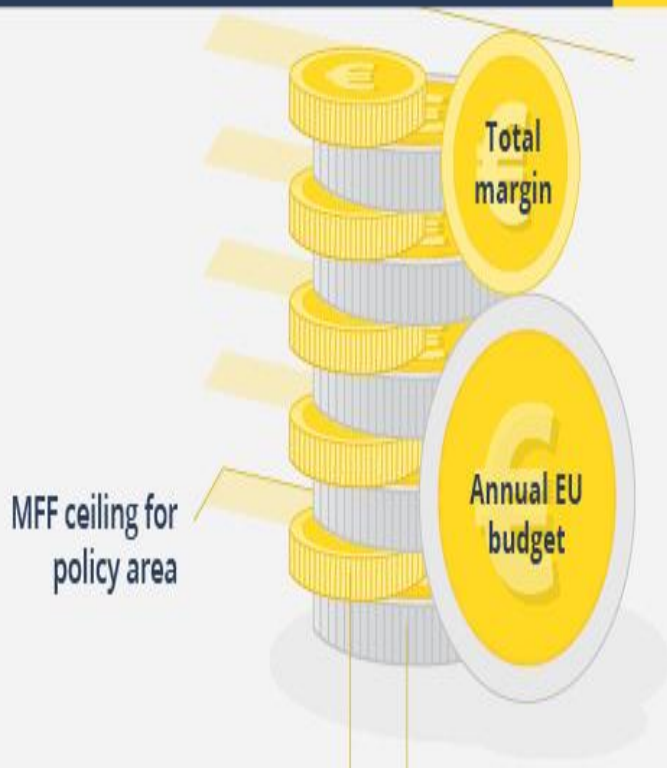 Total
margin
Annual EU
budget
MFF ceiling for
policy area